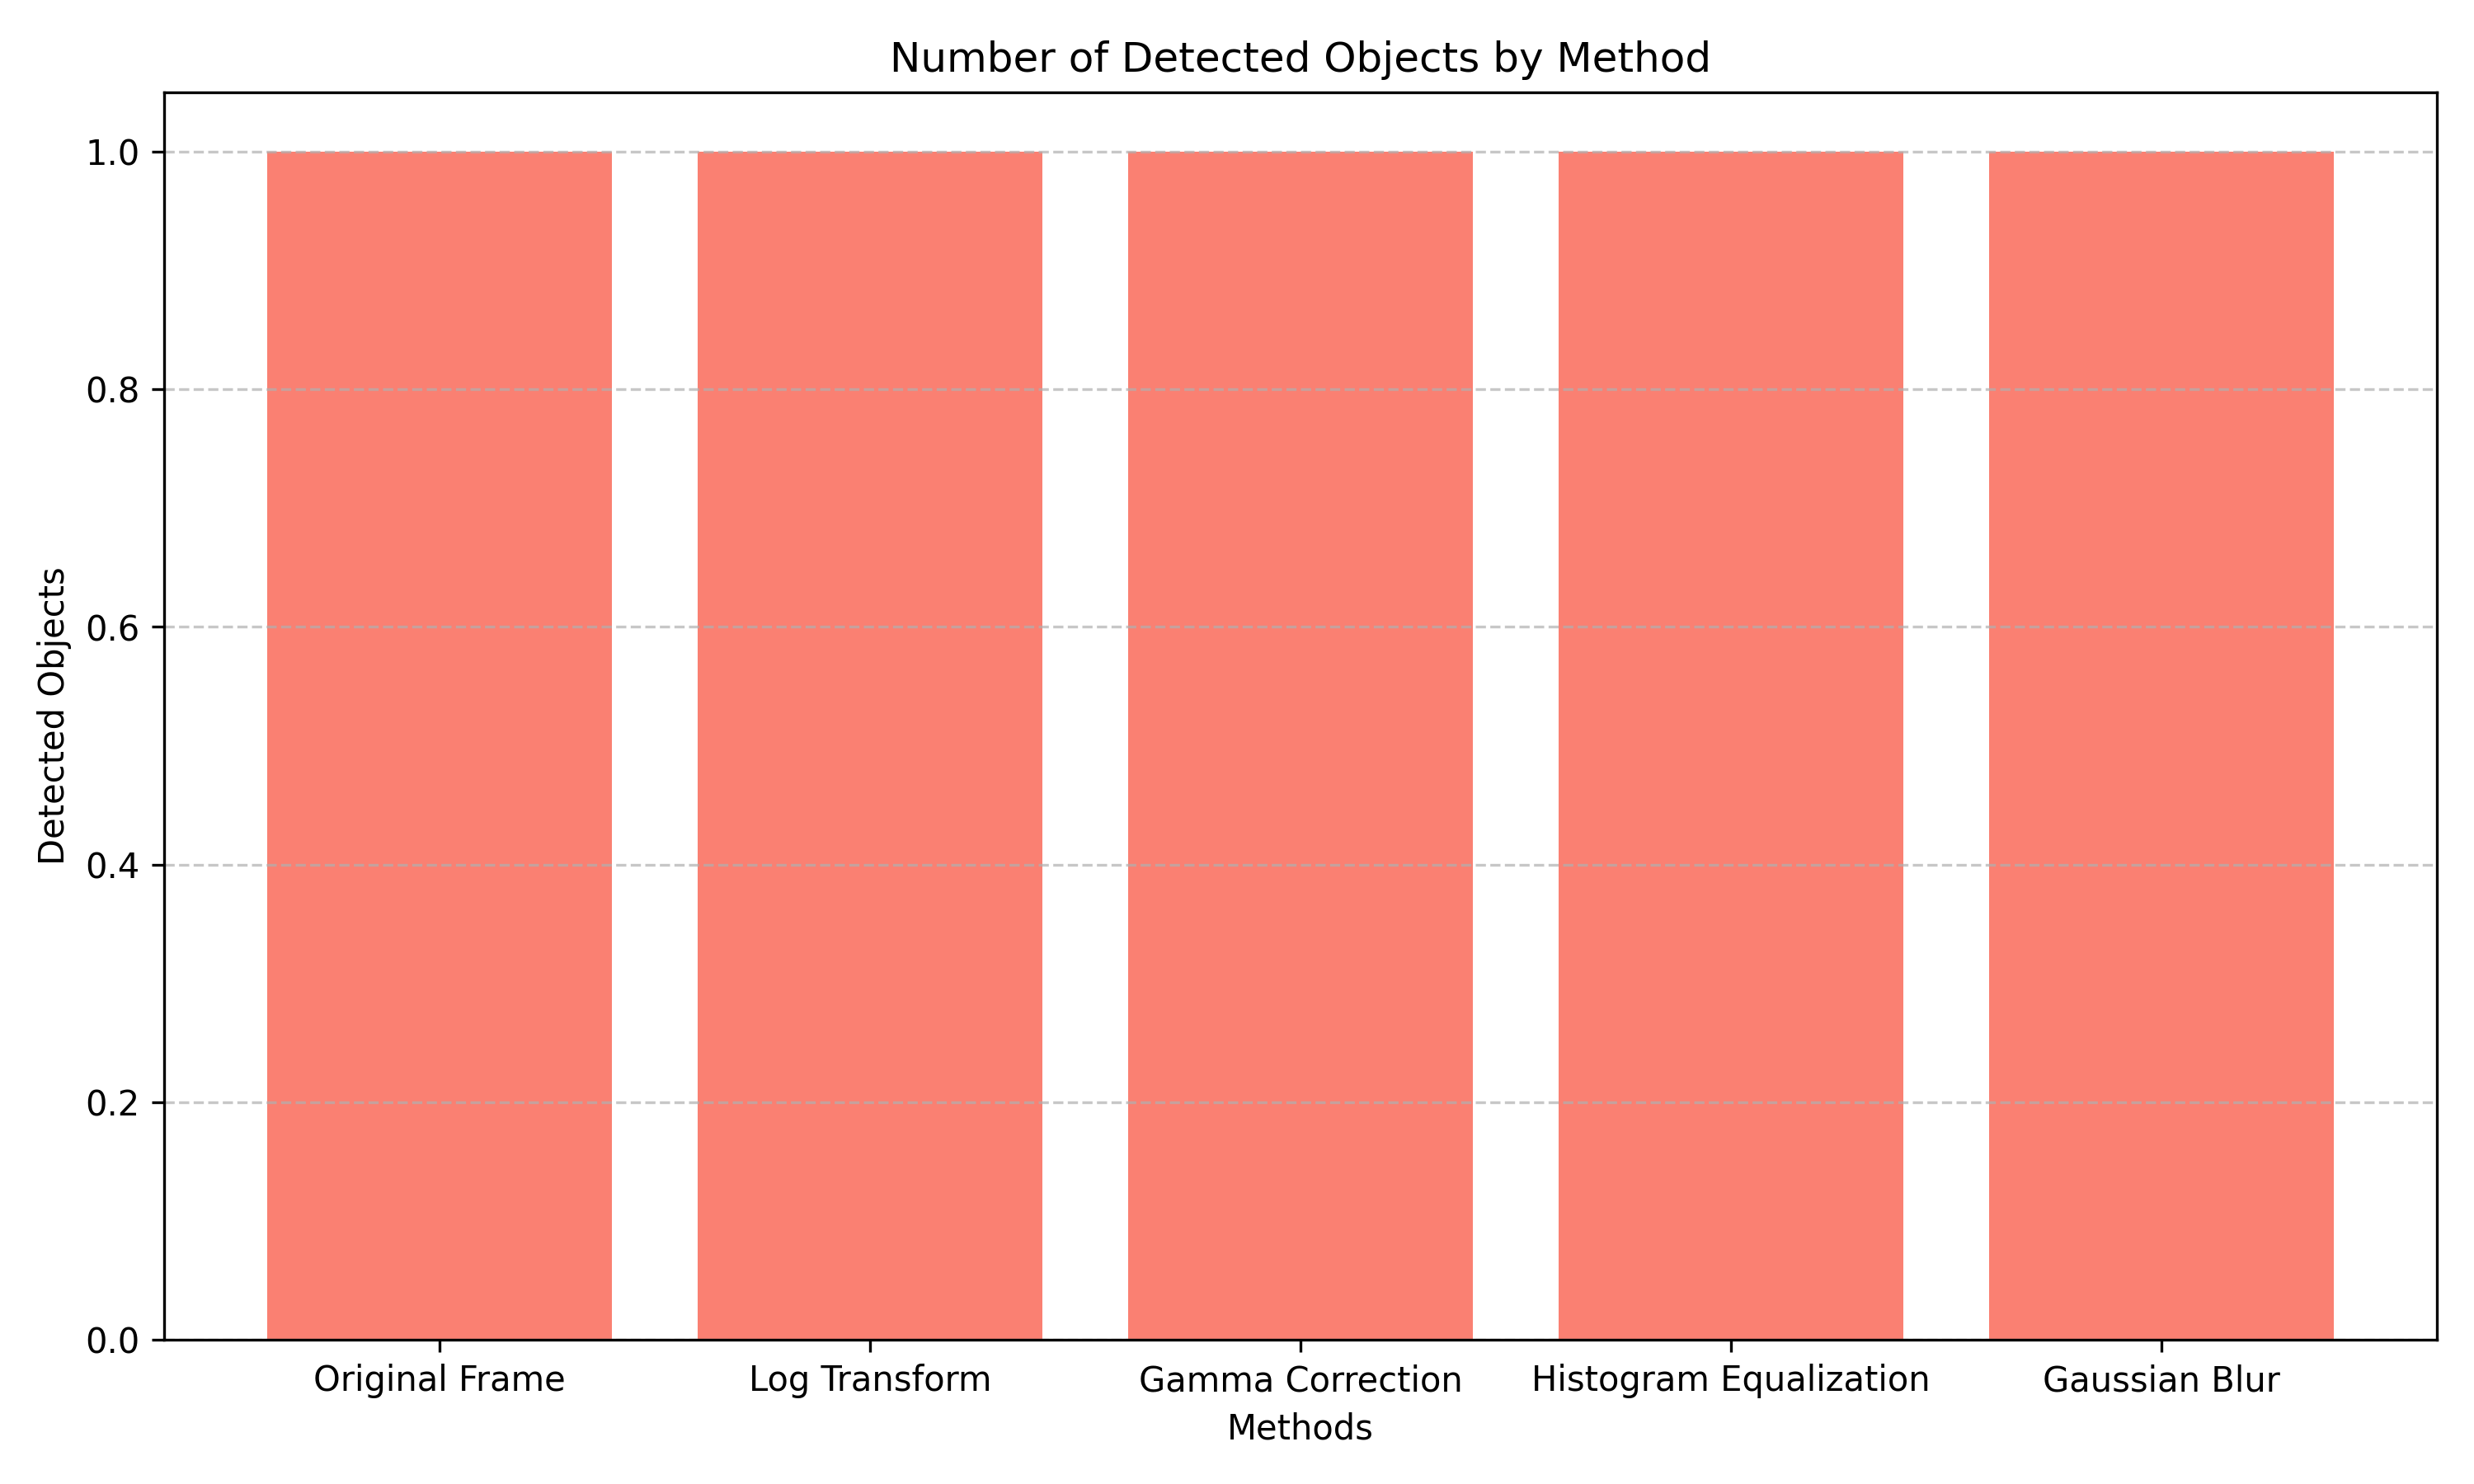 Number of Detected Objects by Method
Detected Objects
1.0
0.8
0.6
0.4
0.2
0.0
Original Frame
Log Transform
Gamma Correction
Histogram Equalization
Gaussian Blur
Methods